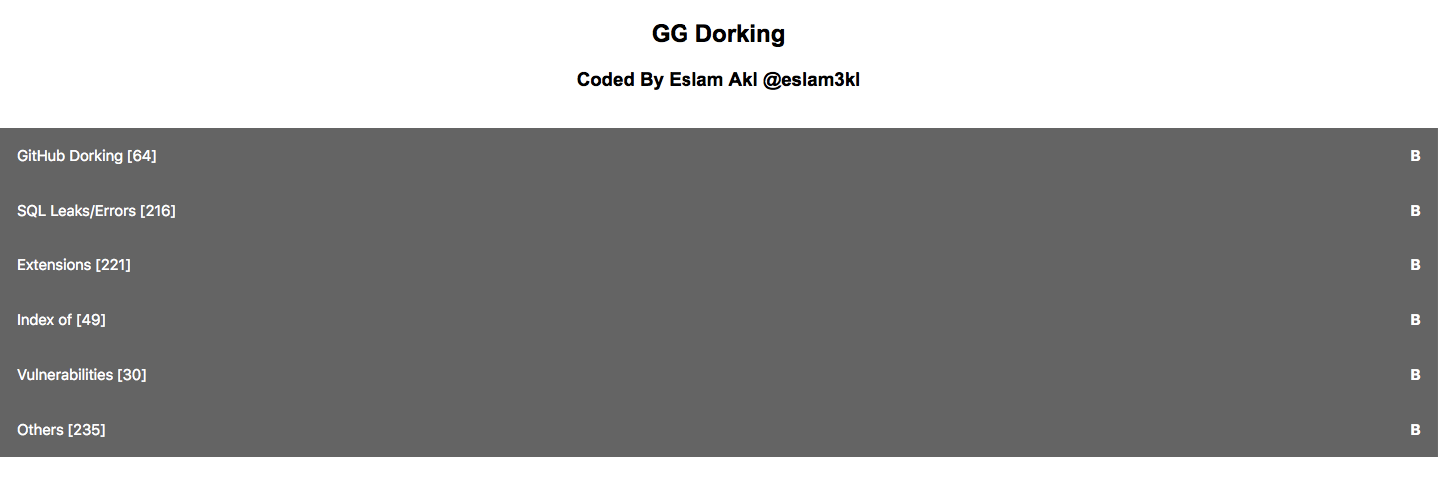 GG Dorking
Coded By Eslam Akl @eslam3kl
GitHub Dorking [64] B
SQL Leaks/Errors [216] B
Extensions [221] B
Index of [49] B
Vulnerabilities [30] B
Others [235] B